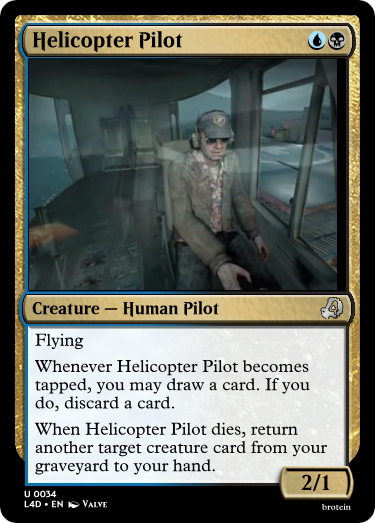 Helicopter Pilot
Creature — Human Pilot
Flying
Whenever Helicopter Pilot becomes
tapped, you may draw a card. If you
do, discard a card.
When Helicopter Pilot dies, return
another target creature card from your
graveyard to your hand.
2/1
U 0034
L4D • EN Valve
brotein